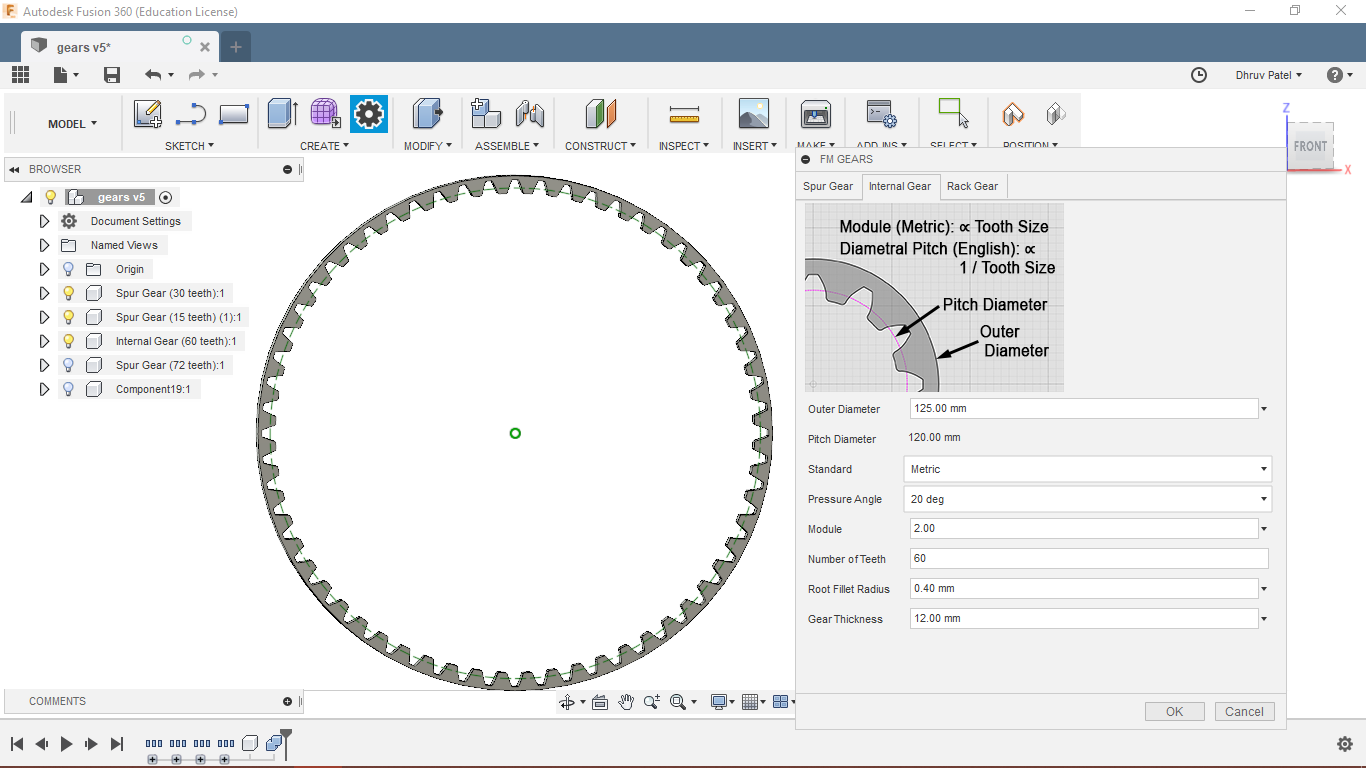 Autodesk Fusion 360 (Education License)
gears v5*
Dhruv Patel
MODEL
SKETCH
CREATE
MODIFY
ASSEMBLE
CONSTRUCT
INSPECT
INSERT
MAKE
ADD-INS
SELECT
POSITION
Z
FRONT
X
BROWSER
gears v5
Document Settings
Named Views
Origin
Spur Gear (30 teeth):1
Spur Gear (15 teeth) (1):1
Internal Gear (60 teeth):1
Spur Gear (72 teeth):1
Component19:1
FM GEARS
Spur Gear
Internal Gear
Rack Gear
Module (Metric): ∝ Tooth Size
Diametral Pitch (English): ∝
1 / Tooth Size
Pitch Diameter
Outer
Diameter
Outer Diameter 125.00 mm
Pitch Diameter 120.00 mm
Standard Metric
Pressure Angle 20 deg
Module 2.00
Number of Teeth 60
Root Fillet Radius 0.40 mm
Gear Thickness 12.00 mm
OK
Cancel
COMMENTS